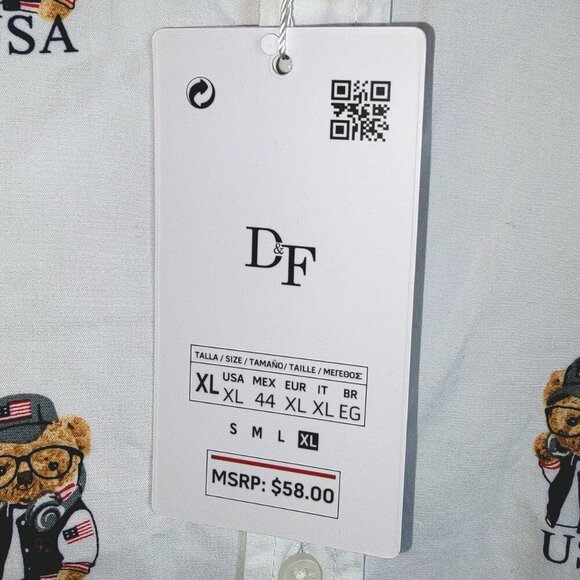 USA
D&F
TALLA / SIZE / TAMAÑO / TAILLE / ΜΕΓΕΘΟΣ
XL USA MEX EUR IT BR
XL 44 XL XL EG
S M L XL
MSRP: $58.00